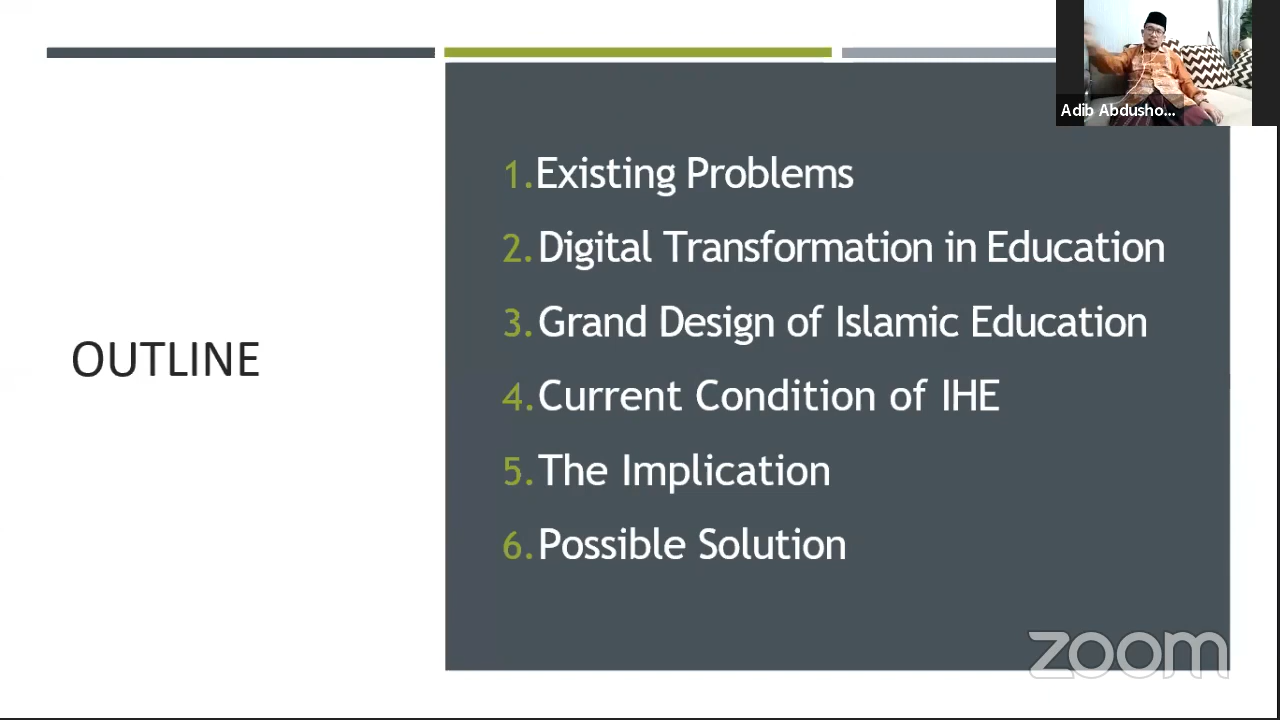 Adib Abdusho...
OUTLINE
1.Existing Problems
2.Digital Transformation in Education
3.Grand Design of Islamic Education
4.Current Condition of IHE
5.The Implication
6.Possible Solution
zoom